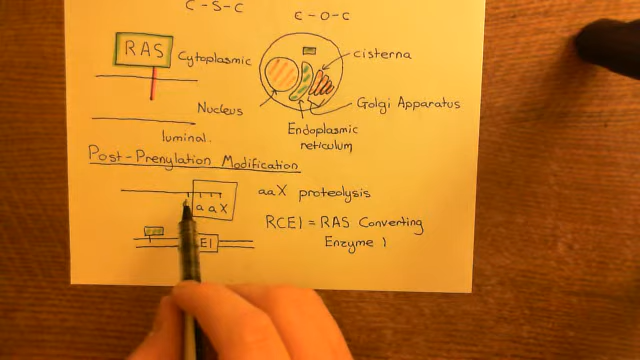 C-S-C
C-O-C
RAS
Cytoplasmic
cisterna
Nucleus
Golgi Apparatus
Endoplasmic
reticulum
luminal.
Post-Prenylation Modification
a a X
aaX proteolysis
RCE1 = RAS Converting
Enzyme 1
E1